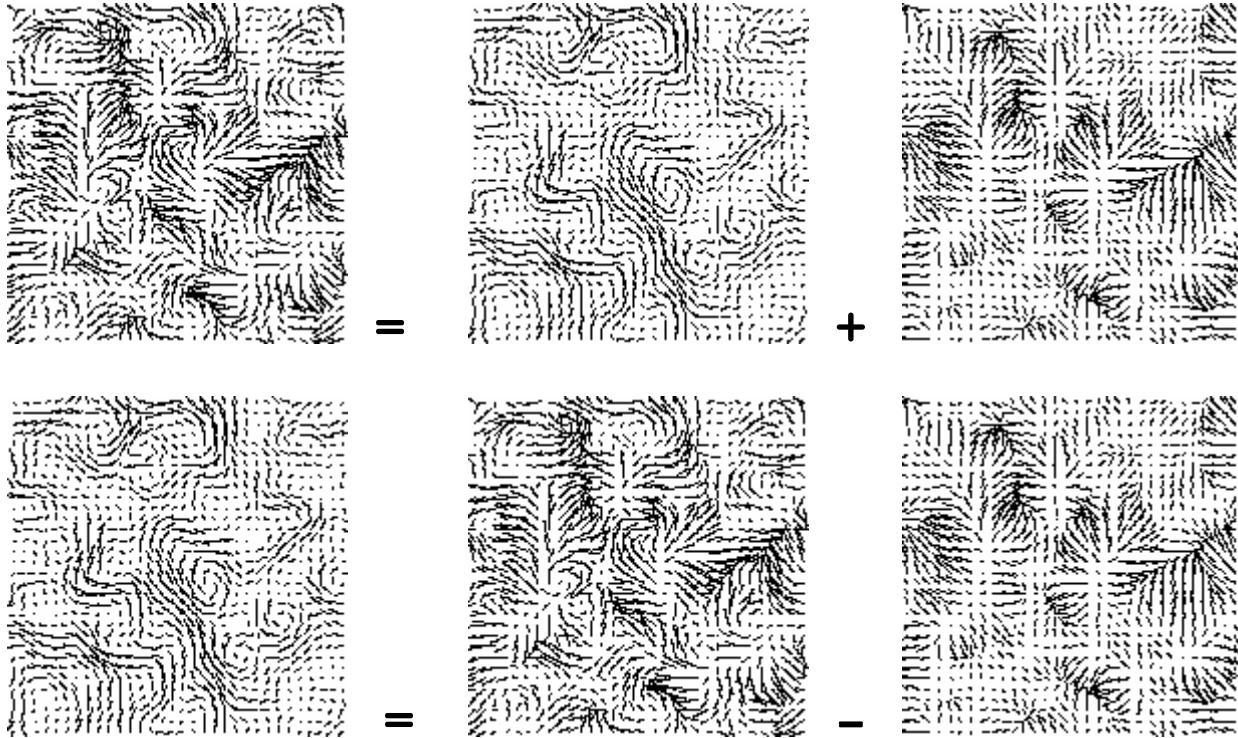 = +
= −